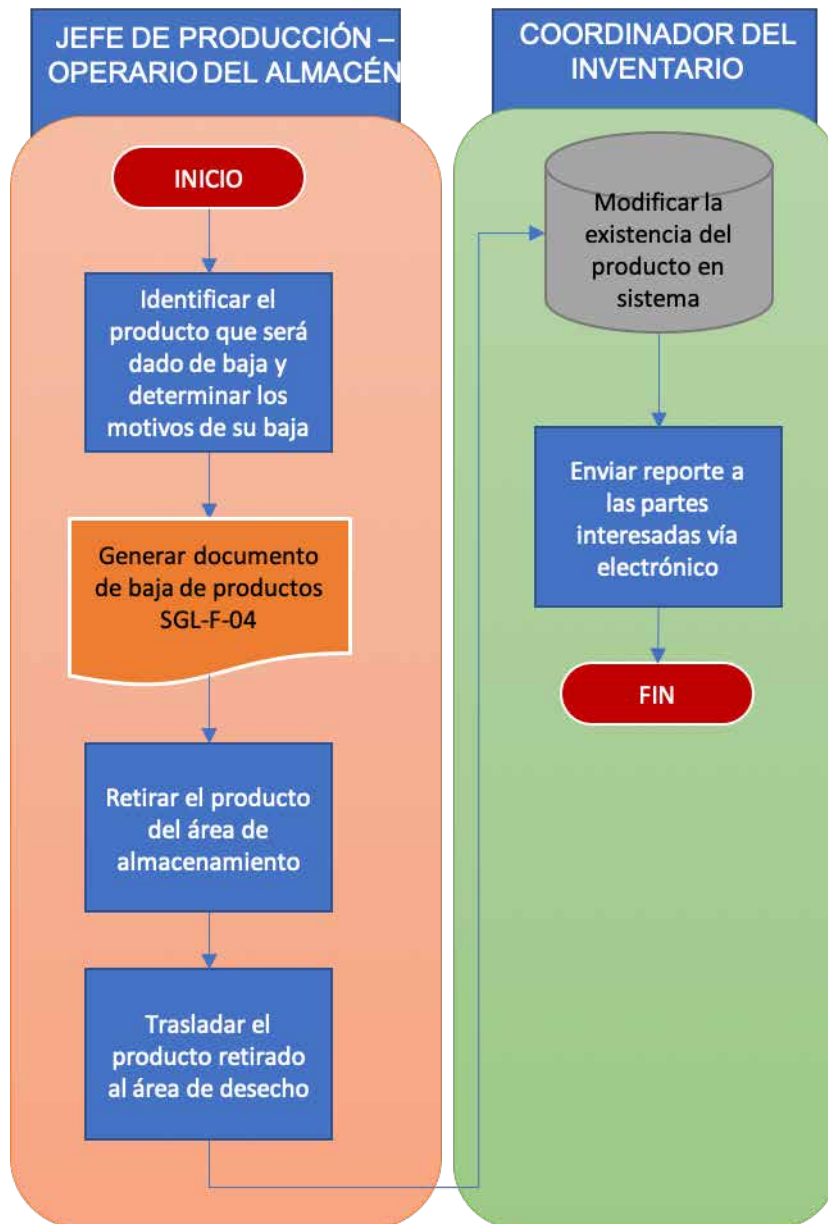 JEFE DE PRODUCCIÓN –
OPERARIO DEL ALMACÉN
INICIO
Identificar el
producto que será
dado de baja y
determinar los
motivos de su baja
Generar documento
de baja de productos
SGL-F-04
Retirar el producto
del área de
almacenamiento
Trasladar el
producto retirado
al área de desecho
COORDINADOR DEL
INVENTARIO
Modificar la
existencia del
producto en
sistema
Enviar reporte a
las partes
interesadas vía
electrónico
FIN